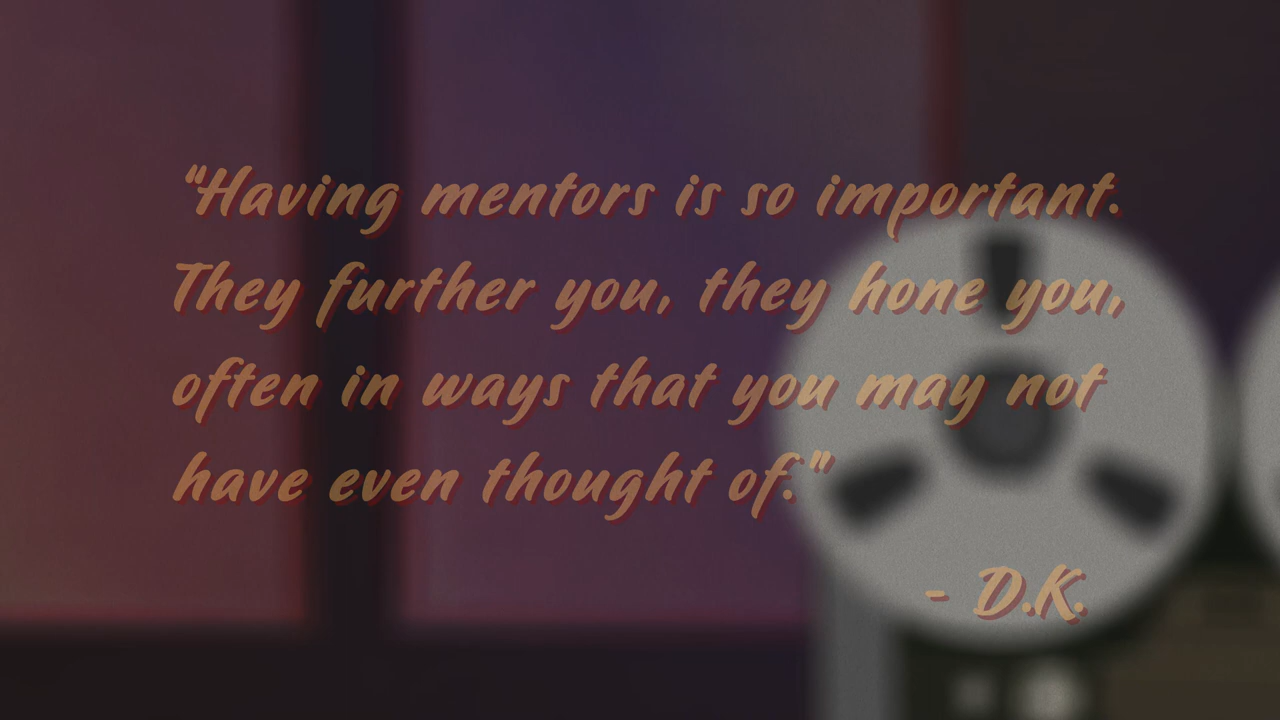 "Having mentors is so important.
They further you, they hone you,
often in ways that you may not
have even thought of."
- D.K.